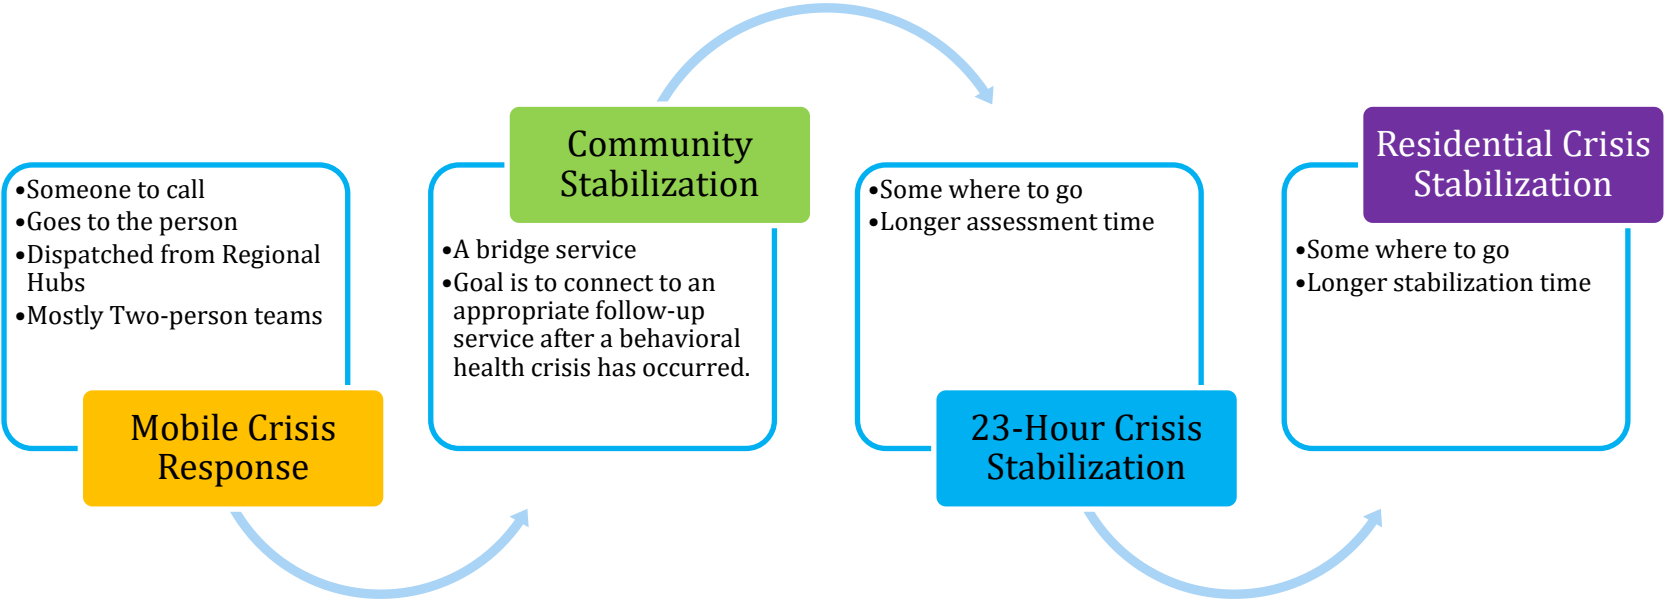 •Someone to call
•Goes to the person
•Dispatched from Regional
Hubs
•Mostly Two-person teams
Mobile Crisis
Response
Community
Stabilization
•A bridge service
•Goal is to connect to an
appropriate follow-up
service after a behavioral
health crisis has occurred.
•Some where to go
•Longer assessment time
23-Hour Crisis
Stabilization
Residential Crisis
Stabilization
•Some where to go
•Longer stabilization time